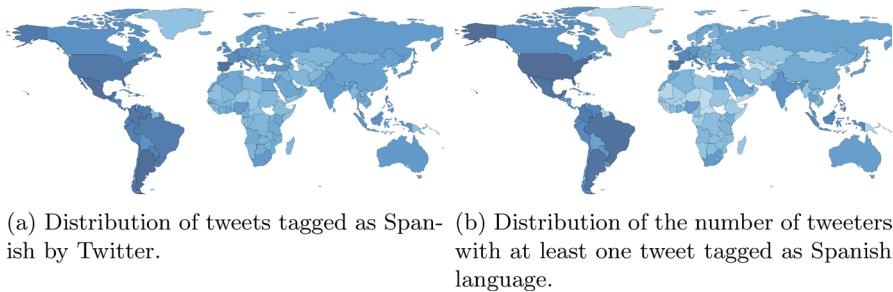 (a) Distribution of tweets tagged as Span-
ish by Twitter.
(b) Distribution of the number of tweeters
with at least one tweet tagged as Spanish
language.